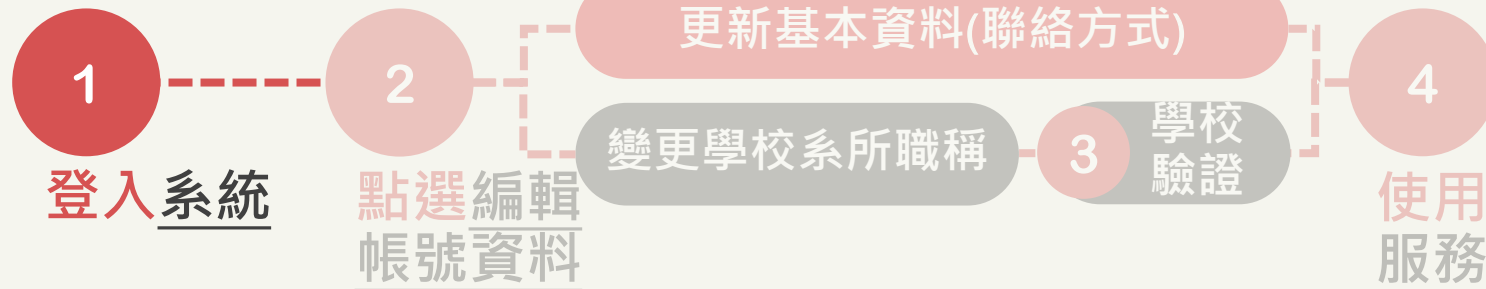 1
登入系統
2
點選編輯
帳號資料
更新基本資料(聯絡方式)
變更學校系所職稱
3
學校
驗證
4
使用
服務